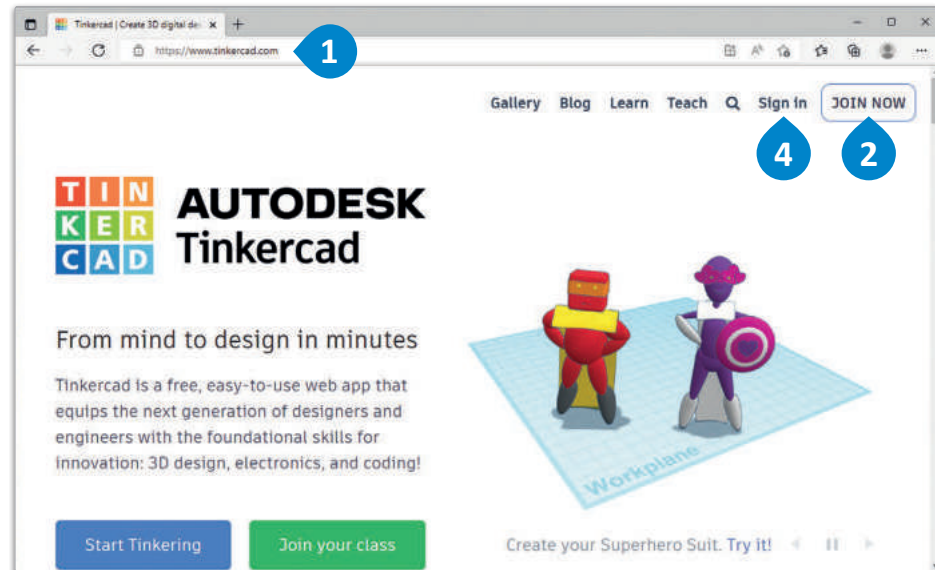 Tinkercad | Create 3D digital de
https://www.tinkercad.com
1
Gallery Blog Learn Teach Sign in JOIN NOW
4 2
TIN
KER
CAD
AUTODESK
Tinkercad
From mind to design in minutes
Tinkercad is a free, easy-to-use web app that
equips the next generation of designers and
engineers with the foundational skills for
innovation: 3D design, electronics, and coding!
Workplane
Start Tinkering Join your class
Create your Superhero Suit. Try it!